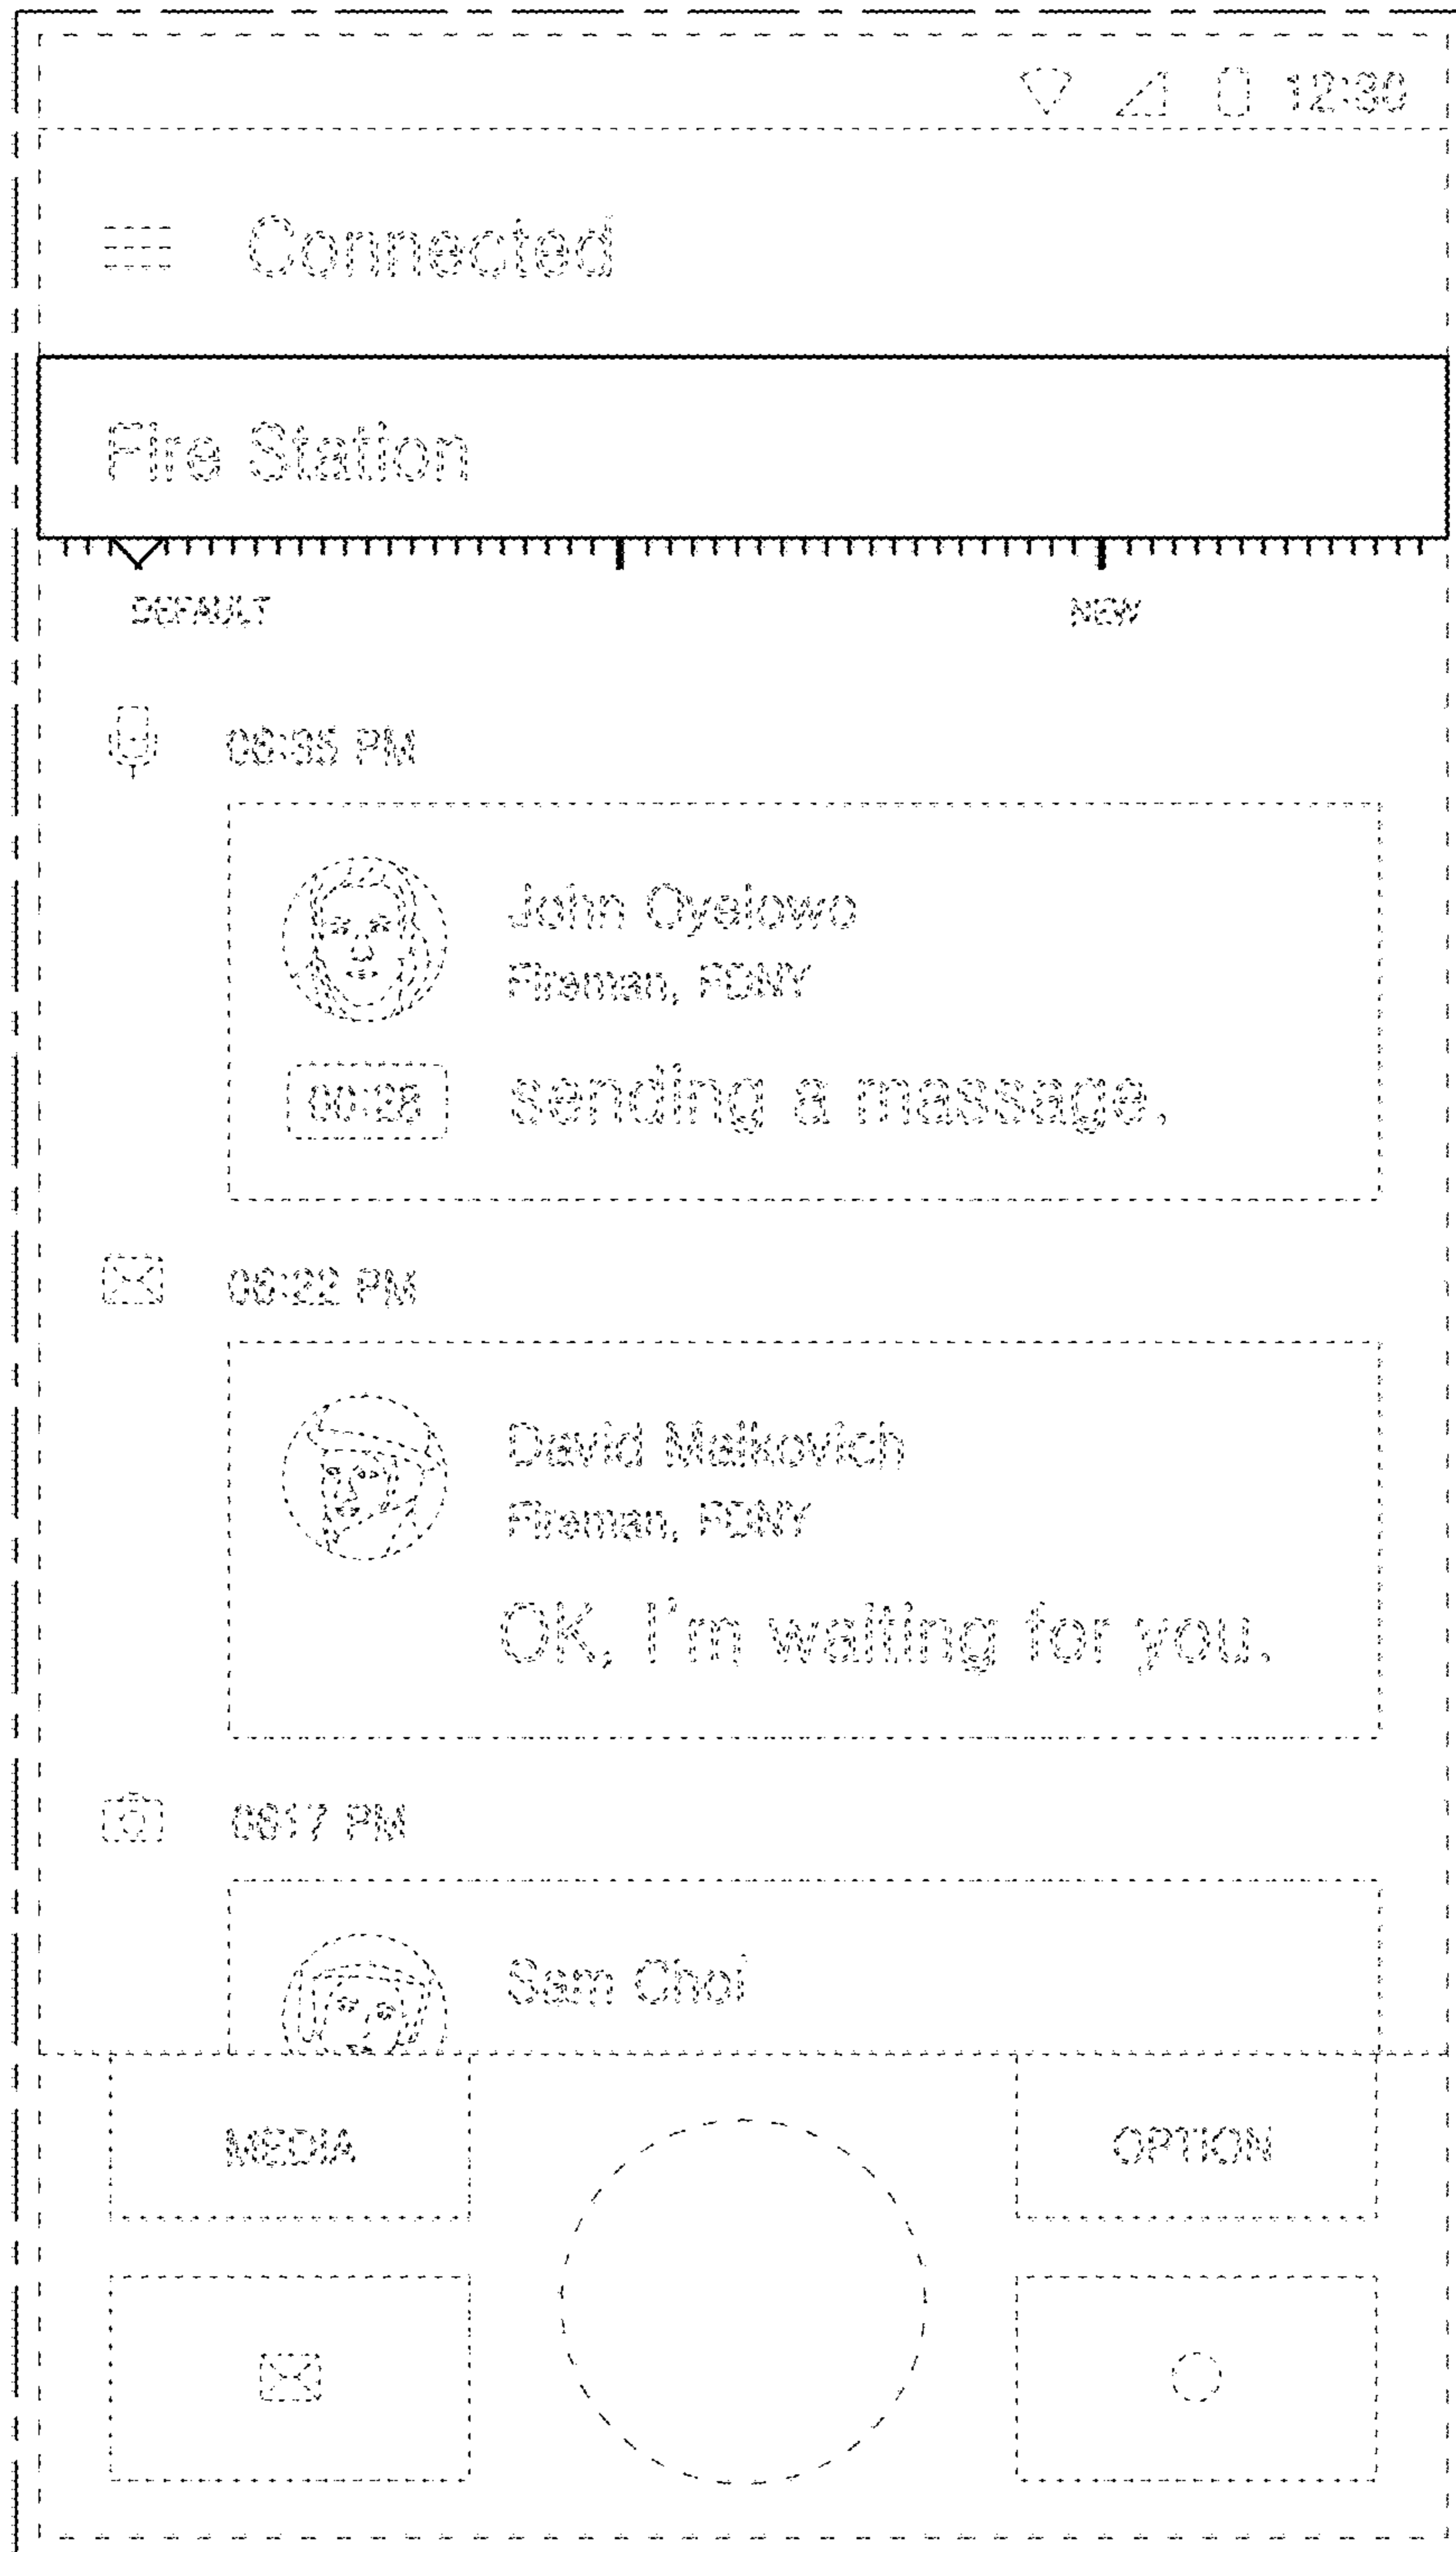 12:30
Connected
Fire Station
DEFAULT NEW
06:35 PM
John Oyelowo
Fireman, FDNY
00:25 sending a massage.
06:22 PM
David Malkovich
Fireman, FDNY
OK, I'm waiting for you.
0617 PM
Sam Choi
MEDIA OPTION